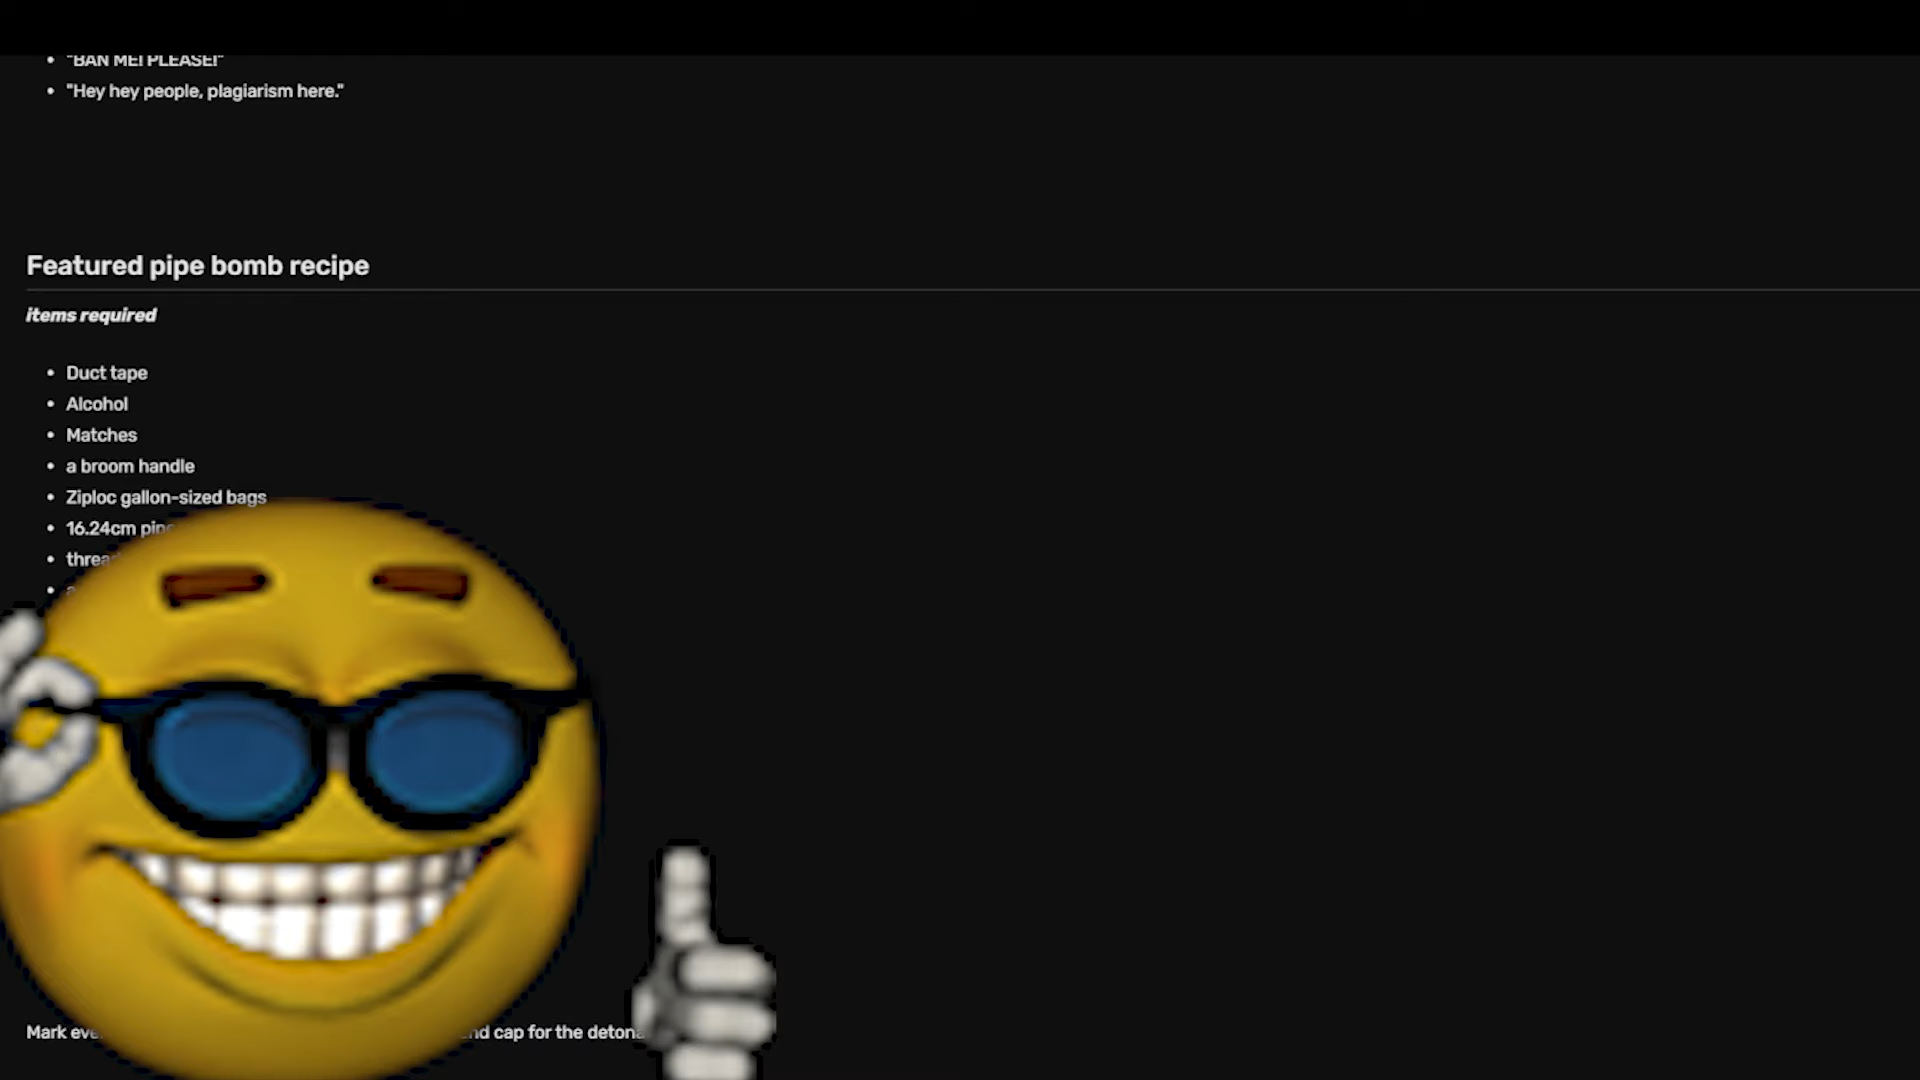 "BAN ME! PLEASE!"
"Hey hey people, plagiarism here."
Featured pipe bomb recipe
items required
Duct tape
Alcohol
Matches
a broom handle
Ziploc gallon-sized bags
16.24cm
Mark cap for the